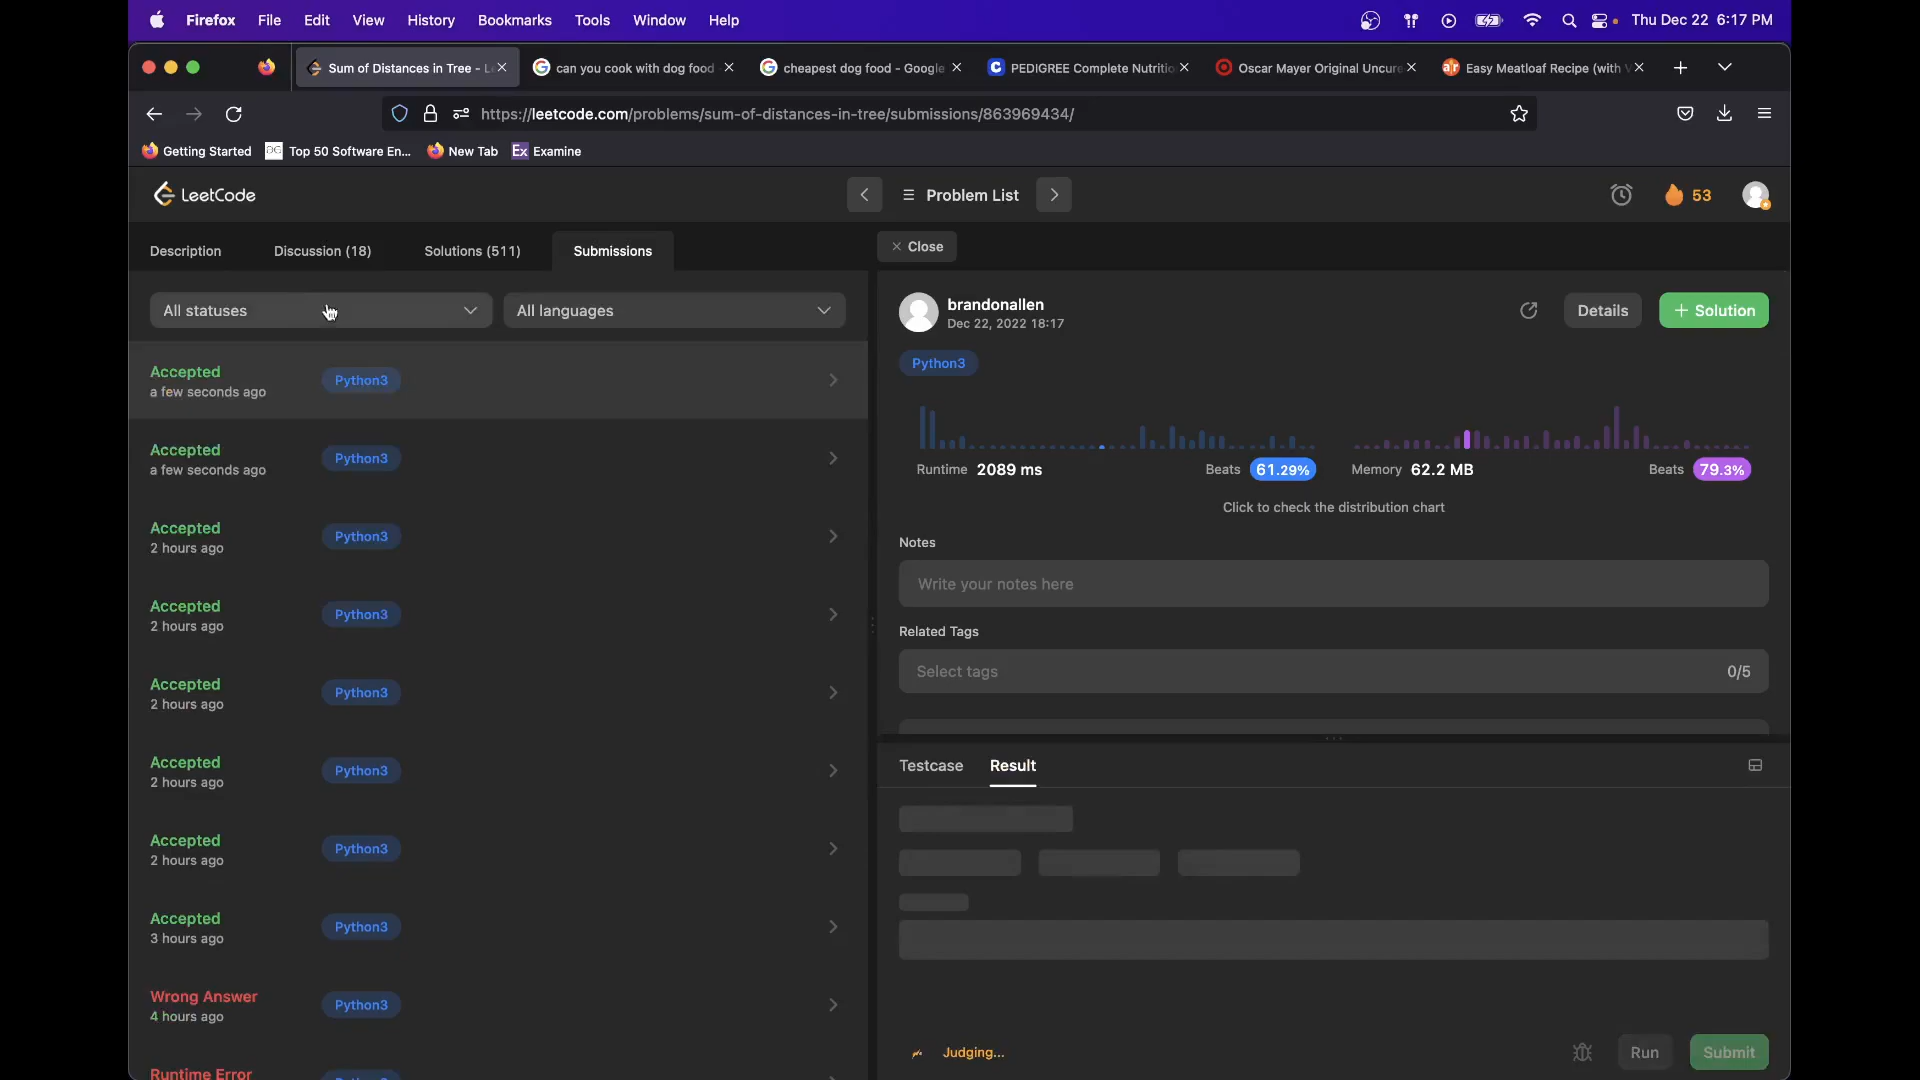 Firefox File Edit View History Bookmarks Tools Window Help Thu Dec 22 6:17 PM
Sum of Distances in Tree - L can you cook with dog food cheapest dog food - Google PEDIGREE Complete Nutritio Oscar Mayer Original Uncure Easy Meatloaf Recipe (with
https://leetcode.com/problems/sum-of-distances-in-tree/submissions/863969434/
Getting Started Top 50 Software En... New Tab Ex Examine
LeetCode Problem List 53
Description Discussion (18) Solutions (511) Submissions Close
All statuses All languages
brandonallen
Dec 22, 2022 18:17
Details + Solution
Python3
Runtime 2089 ms Beats 61.29% Memory 62.2 MB Beats 79.3%
Click to check the distribution chart
Notes
Write your notes here
Related Tags
Select tags 0/5
Accepted
a few seconds ago Python3
Accepted
a few seconds ago Python3
Accepted
2 hours ago Python3
Accepted
2 hours ago Python3
Accepted
2 hours ago Python3
Accepted
2 hours ago Python3
Accepted
2 hours ago Python3
Accepted
3 hours ago Python3
Wrong Answer
4 hours ago Python3
Runtime Error
Testcase Result
Judging... Run Submit